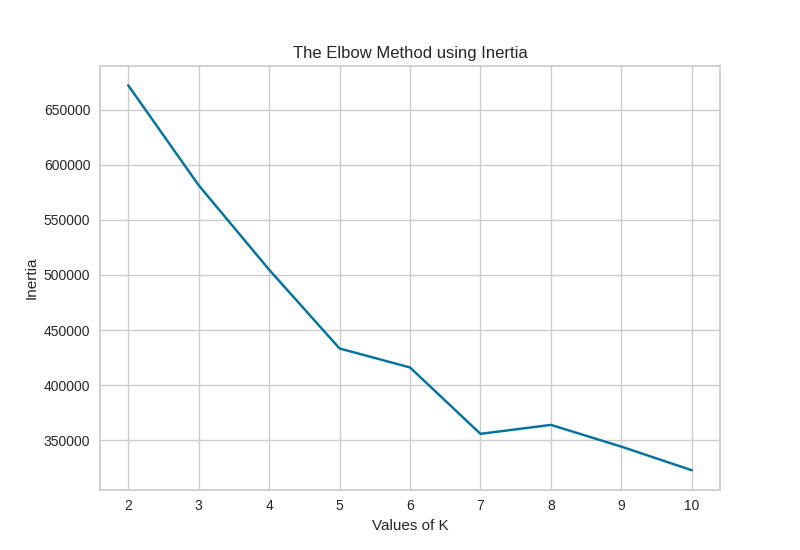 The Elbow Method using Inertia
650000
600000
550000
500000
450000
400000
350000
Inertia
2 3 4 5 6 7 8 9 10
Values of K